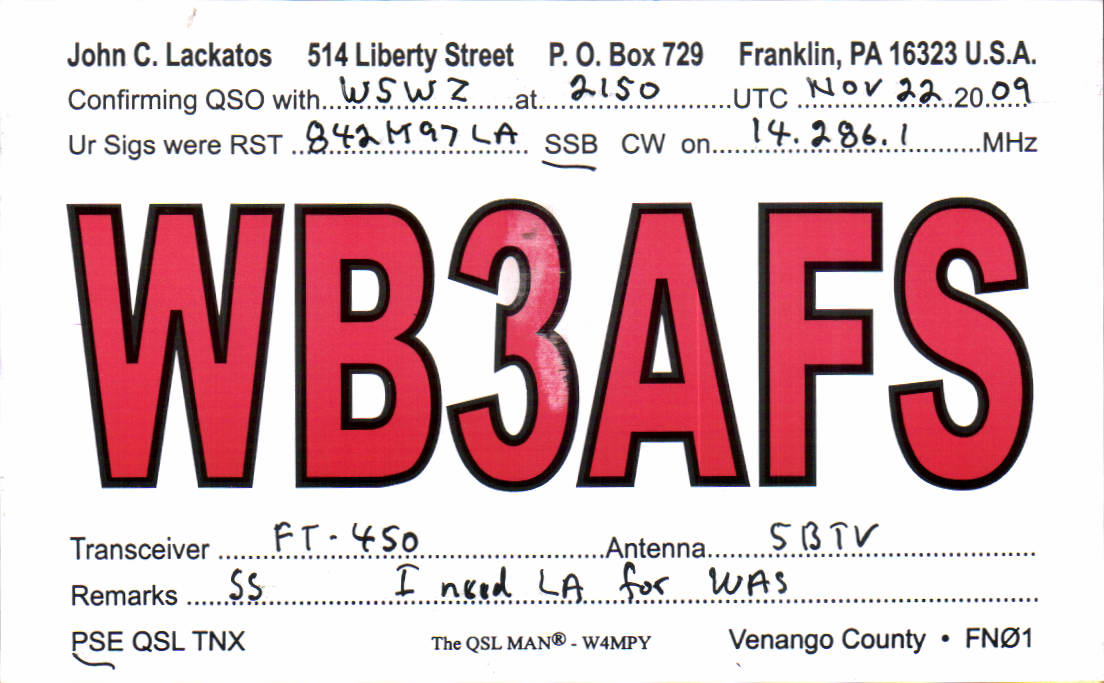 John C. Lackatos 514 Liberty Street P. O. Box 729 Franklin, PA 16323 U.S.A.
Confirming QSO with W5WZ at 2150 UTC Nov 22 2009
Ur Sigs were RST 842M97LA SSB CW on 14.286.1 MHz
WB3AFS
Transceiver FT-450 Antenna 5BTV
Remarks SS I need LA for WAS
PSE QSL TNX The QSL MAN® - W4MPY Venango County • FNØ1